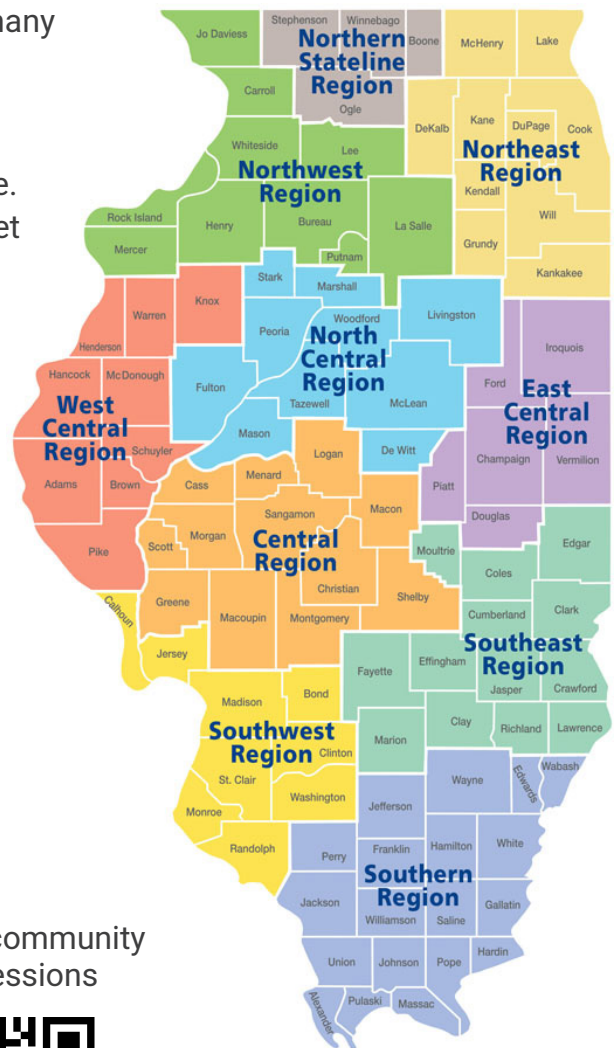 many
e.
et
Jo Daviess
Stephenson
Winnebago
Boone
McHenry
Lake
Northern
Stateline
Region
Carroll
Ogle
DeKalb
Kane
DuPage
Cook
Whiteside
Lee
Northwest
Region
Northeast
Region
Kendall
Will
Rock Island
Henry
Bureau
La Salle
Grundy
Mercer
Putnam
Kankakee
Stark
Marshall
Knox
Warren
Henderson
Peoria
Woodford
Livingston
Iroquois
North
Central
Region
Hancock
McDonough
Fulton
Tazewell
McLean
Ford
East
Central
Region
West
Central
Region
Mason
Schuyler
Logan
De Witt
Champaign
Vermilion
Adams
Brown
Cass
Menard
Piatt
Macon
Sangamon
Douglas
Scott
Morgan
Central
Region
Moultrie
Edgar
Pike
Christian
Coles
Calhoun
Greene
Macoupin
Montgomery
Shelby
Cumberland
Clark
Jersey
Effingham
Southeast
Region
Fayette
Jasper
Crawford
Madison
Bond
Clay
Richland
Lawrence
Southwest
Region
Clinton
Marion
St. Clair
Washington
Wayne
Edwards
Wabash
Monroe
Jefferson
Randolph
Perry
Franklin
Hamilton
White
Southern
Region
Jackson
Williamson
Saline
Gallatin
community
essions
Union
Johnson
Pope
Hardin
Alexander
Pulaski
Massac